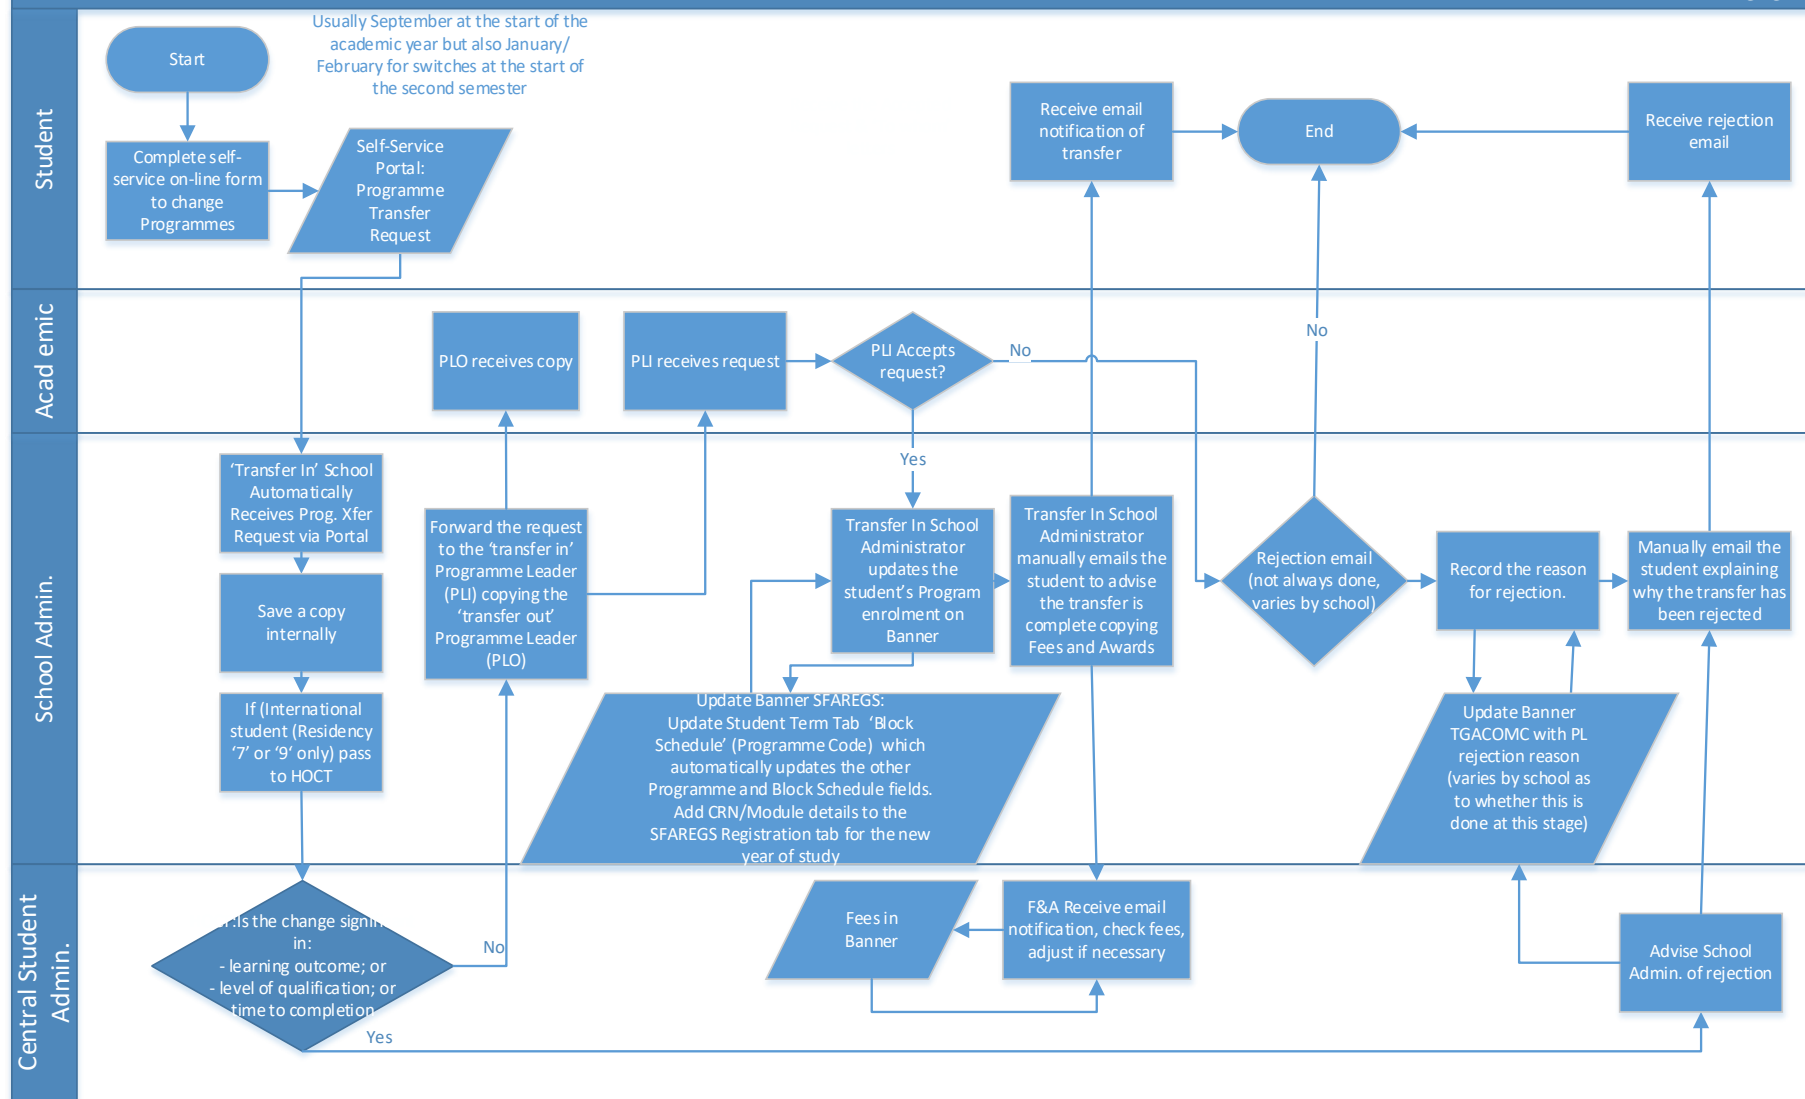 Usually September at the start of the
academic year but also January/
February for switches at the start of
the second semester
Student
Start
Complete self-
service on-line form
to change
Programmes
Self-Service
Portal:
Programme
Transfer
Request
Receive email
notification of
transfer
End
Receive rejection
email
Acad emic
PLO receives copy
PLI receives request
PLI Accepts
request?
No
No
Yes
School Admin.
‘Transfer In’ School
Automatically
Receives Prog. Xfer
Request via Portal
Save a copy
internally
If (International
student (Residency
‘7’ or ‘9’ only) pass
to HOCT
Forward the request
to the ‘transfer in’
Programme Leader
(PLI) copying the
‘transfer out’
Programme Leader
(PLO)
Transfer In School
Administrator
updates the
student’s Program
enrolment on
Banner
Transfer In School
Administrator
manually emails the
student to advise
the transfer is
complete copying
Fees and Awards
Rejection email
(not always done,
varies by school)
Record the reason
for rejection.
Manually email the
student explaining
why the transfer has
been rejected
Update Banner SFAREGS:
Update Student Term Tab ‘Block
Schedule’ (Programme Code) which
automatically updates the other
Programme and Block Schedule fields.
Add CRN/Module details to the
SFAREGS Registration tab for the new
year of study
Update Banner
TGACOMC with PL
rejection reason
(varies by school as
to whether this is
done at this stage)
Central Student
Admin.
Is the change
in:
- learning outcome; or
- level of qualification; or
time to completion
No
Yes
Fees in
Banner
F&A Receive email
notification, check fees,
adjust if necessary
Advise School
Admin. of rejection